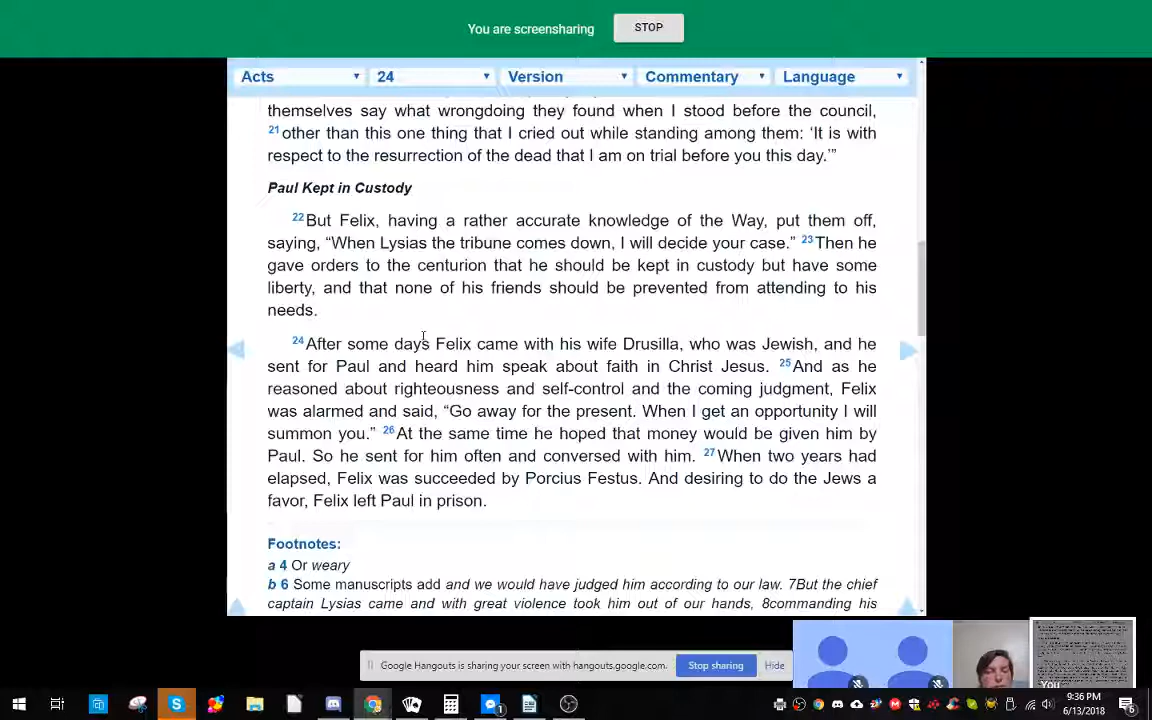 You are screensharing STOP
Acts 24 Version Commentary Language
themselves say what wrongdoing they found when I stood before the council,
21 other than this one thing that I cried out while standing among them: ‘It is with
respect to the resurrection of the dead that I am on trial before you this day.’”
Paul Kept in Custody
22 But Felix, having a rather accurate knowledge of the Way, put them off,
saying, “When Lysias the tribune comes down, I will decide your case.” 23 Then he
gave orders to the centurion that he should be kept in custody but have some
liberty, and that none of his friends should be prevented from attending to his
needs.
24 After some days Felix came with his wife Drusilla, who was Jewish, and he
sent for Paul and heard him speak about faith in Christ Jesus. 25 And as he
reasoned about righteousness and self-control and the coming judgment, Felix
was alarmed and said, “Go away for the present. When I get an opportunity I will
summon you.” 26 At the same time he hoped that money would be given him by
Paul. So he sent for him often and conversed with him. 27 When two years had
elapsed, Felix was succeeded by Porcius Festus. And desiring to do the Jews a
favor, Felix left Paul in prison.
Footnotes:
a 4 Or weary
b 6 Some manuscripts add and we would have judged him according to our law. 7But the chief
captain Lysias came and with great violence took him out of our hands, 8commanding his
Google Hangouts is sharing your screen with hangouts.google.com. Stop sharing Hide
You
9:36 PM
6/13/2018